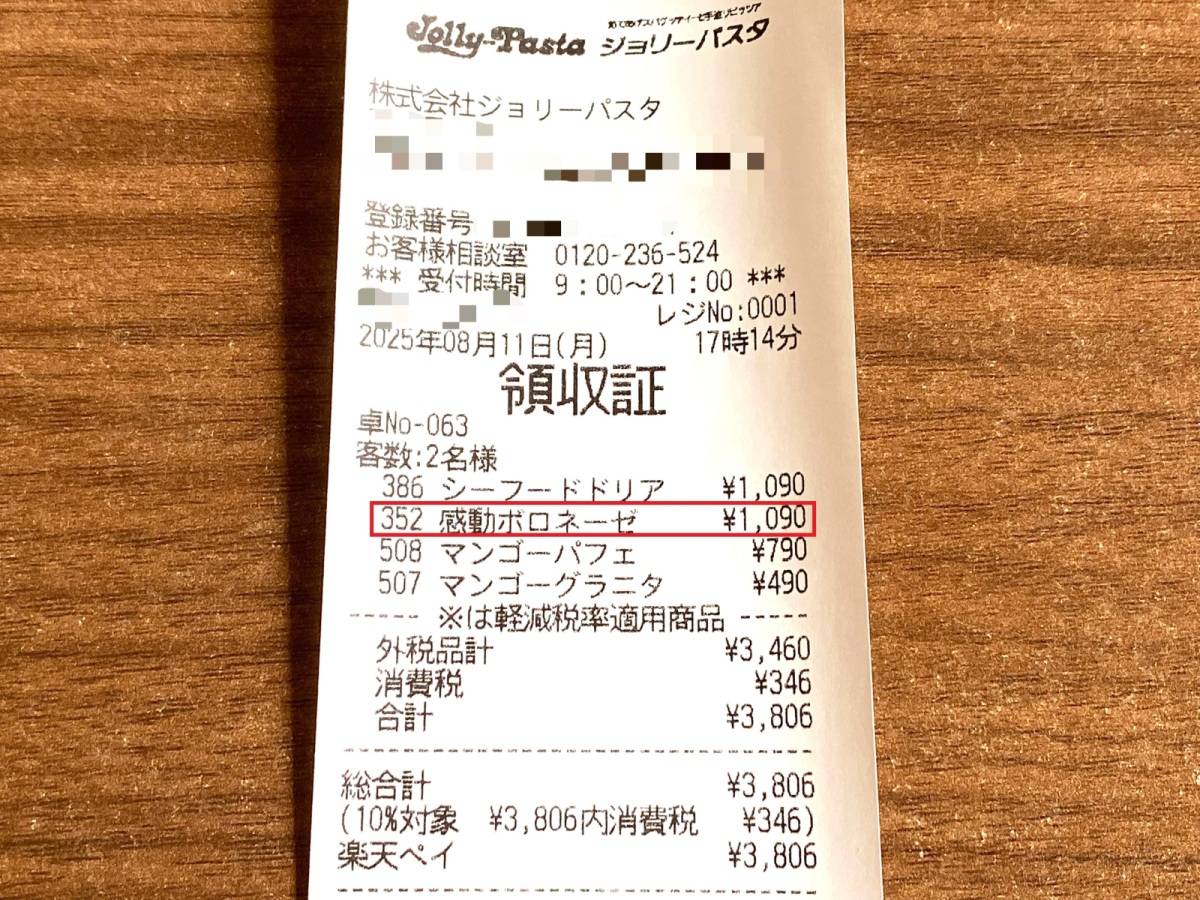 Jolly-Pasta ジョリーパスタ
株式会社ジョリーパスタ
登録番号
お客様相談室 0120-236-524
*** 受付時間 9:00～21:00 ***
レジNo:0001
2025年08月11日(月) 17時14分
領収証
卓No-063
客数:2名様
386 シーフードドリア ¥1,090
352 感動ボロネーゼ ¥1,090
508 マンゴーパフェ ¥790
507 マンゴーグラニタ ¥490
----- ※は軽減税率適用商品 -----
外税品計 ¥3,460
消費税 ¥346
合計 ¥3,806
総合計 ¥3,806
(10%対象 ¥3,806内消費税 ¥346)
楽天ペイ ¥3,806